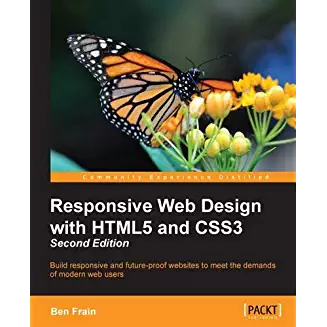 Community Experience Distilled
Responsive Web Design
with HTML5 and CSS3
Second Edition
Build responsive and future-proof websites to meet the demands
of modern web users
Ben Frain
PACKT